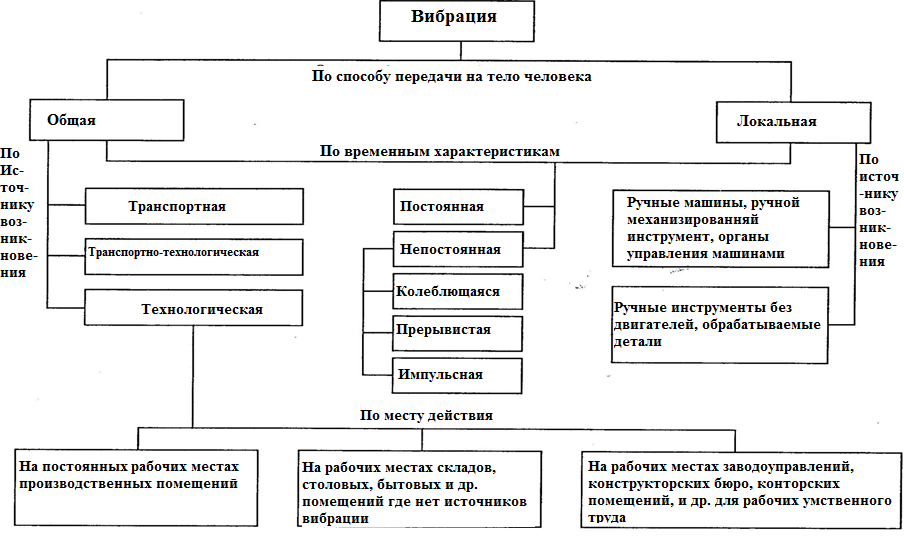 Вибрация
По способу передачи на тело человека
Общая
Локальная
По временным характеристикам
По
Ис-
точ-
нику
воз-
ник-
нове-
ния
Транспортная
Транспортно-технологическая
Технологическая
Постоянная
Непостоянная
Колеблющаяся
Прерывистая
Импульсная
Ручные машины, ручной
механизированняй
инструмент, органы
управления машинами
Ручные инструменты без
двигателей, обрабатываемые
детали
По
источ
-нику
воз-
ник-
нове-
ния
По месту действия
На постоянных рабочих местах
производственных помещений
На рабочих местах складов,
столовых, бытовых и др.
помещений где нет источников
вибрации
На рабочих местах заводоуправлений,
конструкторских бюро, конторских
помещений, и др. для рабочих умственного
труда